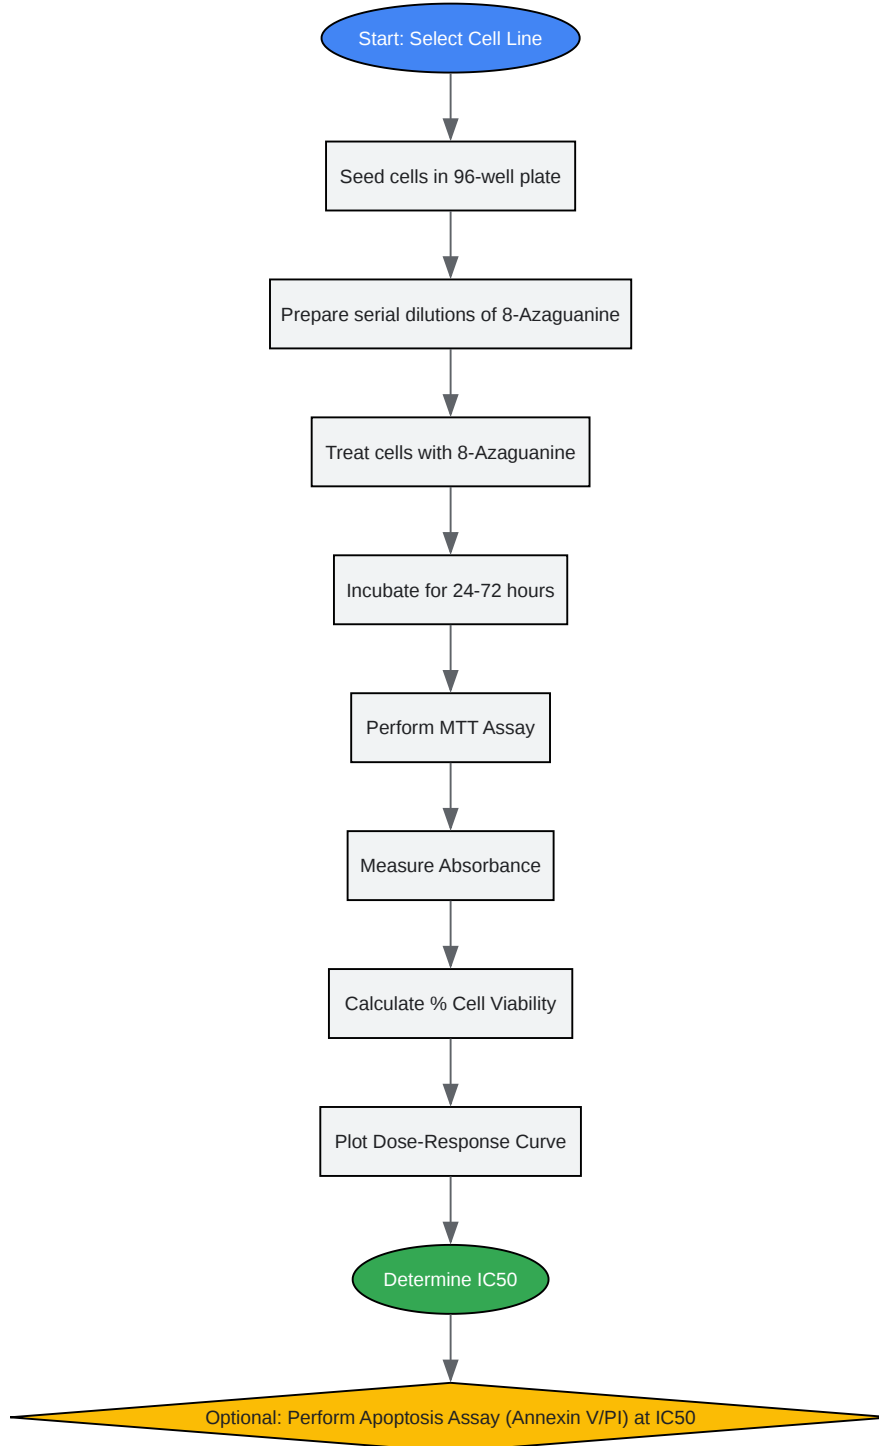 Start: Select Cell Line
Seed cells in 96-well plate
Prepare serial dilutions of 8-Azaguanine
Treat cells with 8-Azaguanine
Incubate for 24-72 hours
Perform MTT Assay
Measure Absorbance
Calculate % Cell Viability
Plot Dose-Response Curve
Determine IC50
Optional: Perform Apoptosis Assay (Annexin V/PI) at IC50